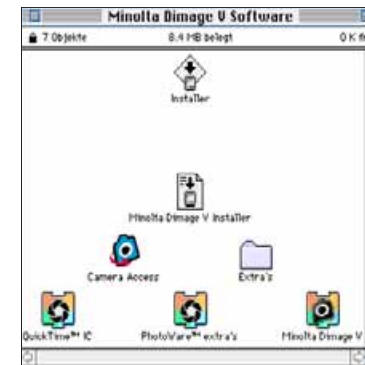 Minolta Dimage V Software
7 Objekte 8.4 MB belegt 0 K f
Installer
Minolta Dimage V Installer
Camera Access Extra's
QuickTime™ IC PhotoWare™ extra's Minolta Dimage V